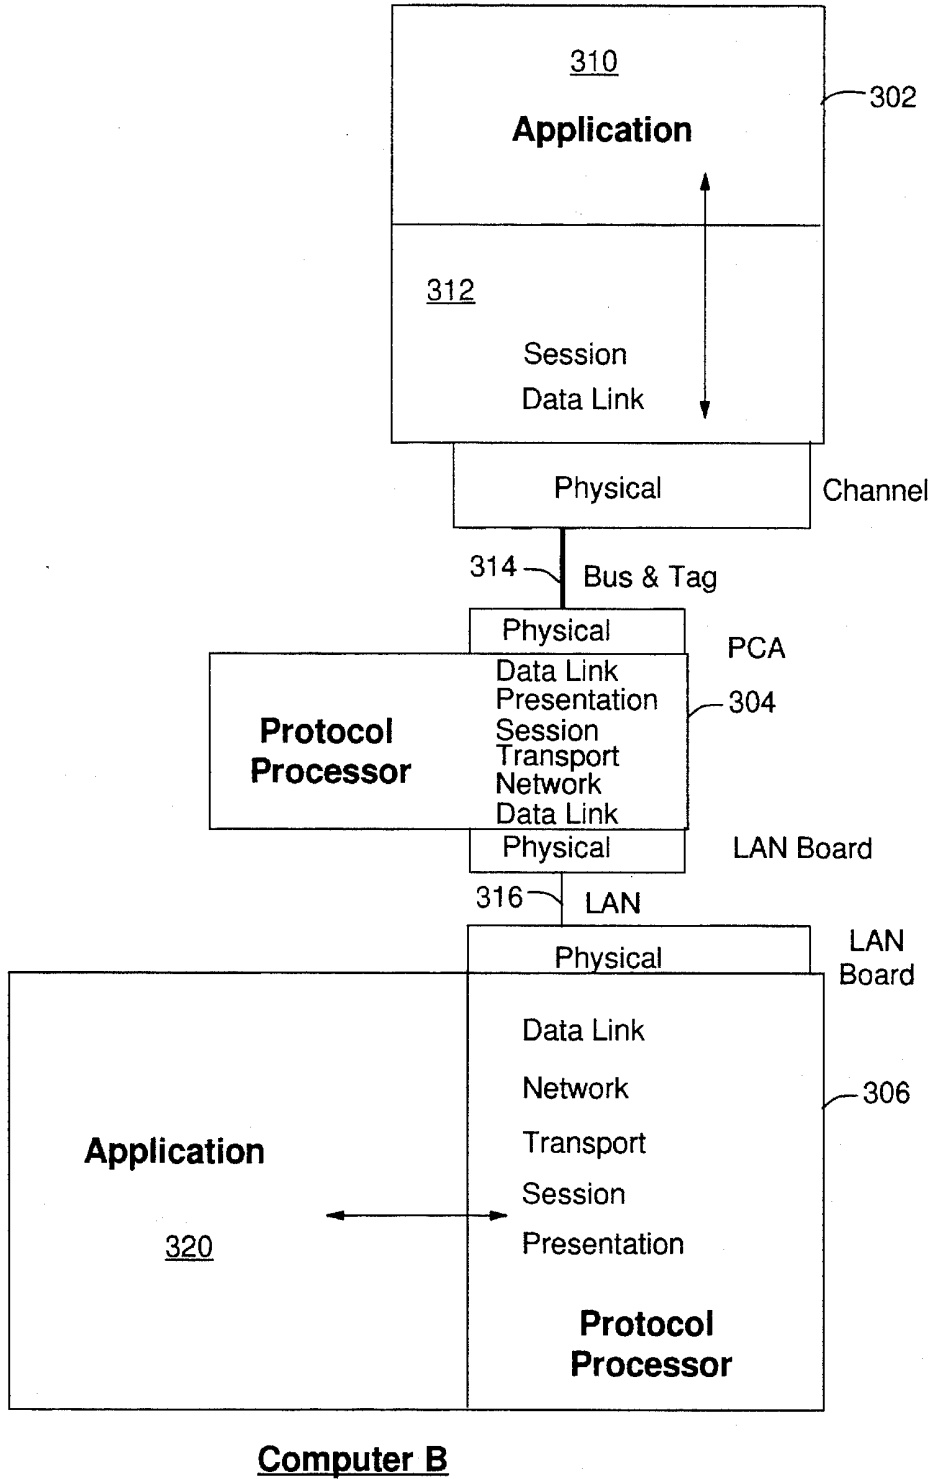 310
302
Application
312
Session
Data Link
Physical
Channel
314
Bus & Tag
Physical
PCA
Data Link
Presentation
304
Session
Transport
Network
Data Link
Protocol
Processor
Physical
LAN Board
316
LAN
LAN
Board
Physical
Data Link
Network
306
Transport
Application
Session
320
Presentation
Protocol
Processor
Computer B